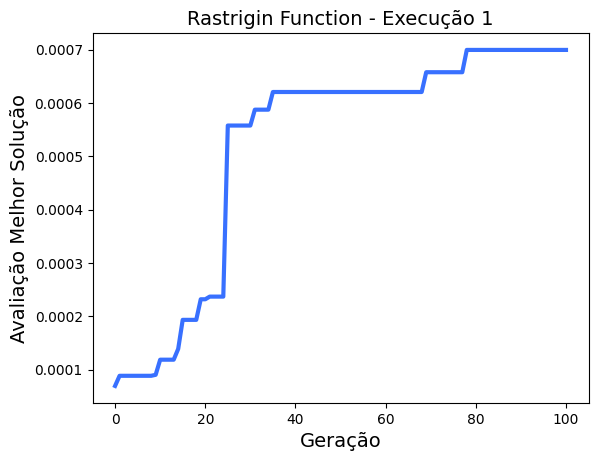 Rastrigin Function - Execução 1
Avaliação Melhor Solução
0.0007
0.0006
0.0005
0.0004
0.0003
0.0002
0.0001
0 20 40 60 80 100
Geração